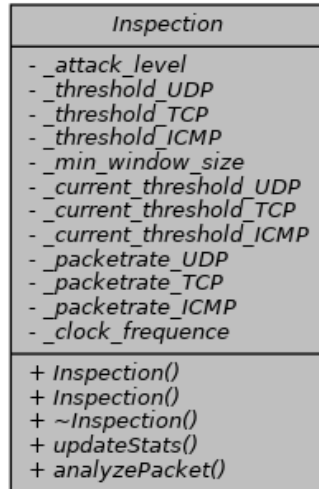 Inspection
- _attack_level
- _threshold_UDP
- _threshold_TCP
- _threshold_ICMP
- _min_window_size
- _current_threshold_UDP
- _current_threshold_TCP
- _current_threshold_ICMP
- _packetrate_UDP
- _packetrate_TCP
- _packetrate_ICMP
- _clock_frequence
+ Inspection()
+ Inspection()
+ ~Inspection()
+ updateStats()
+ analyzePacket()